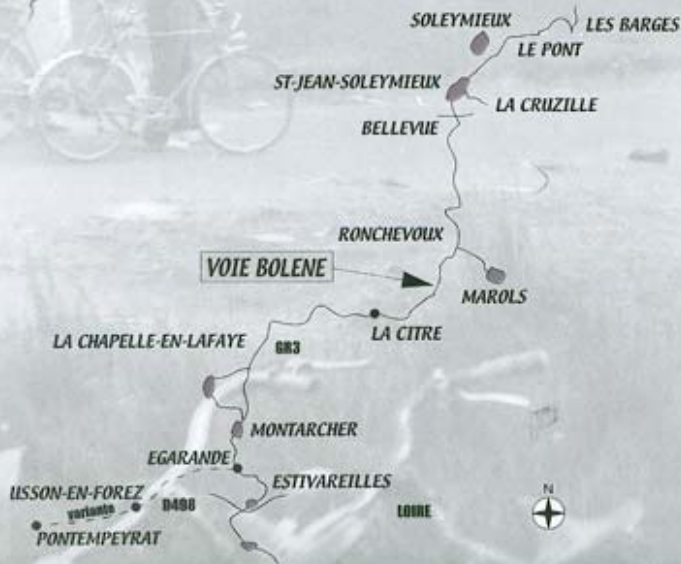 SOLEYMIEUX
LES BARGES
LE PONT
ST-JEAN-SOLEYMIEUX
LA CRUZILLE
BELLEVUE
RONCHEVOUX
VOIE BOLENE
MAROLS
LA CITRE
LA CHAPELLE-EN-LAFAYE
GR3
MONTARCHER
EGARANDE
ESTIVAREILLES
USSON-EN-FOREZ
variante
D498
LOIRE
N
PONTEMPEYRAT